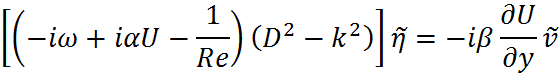 [(−iω + iαU − 1/Re) (D² − k²)] η̃ = −iβ ∂U/∂y ṽ